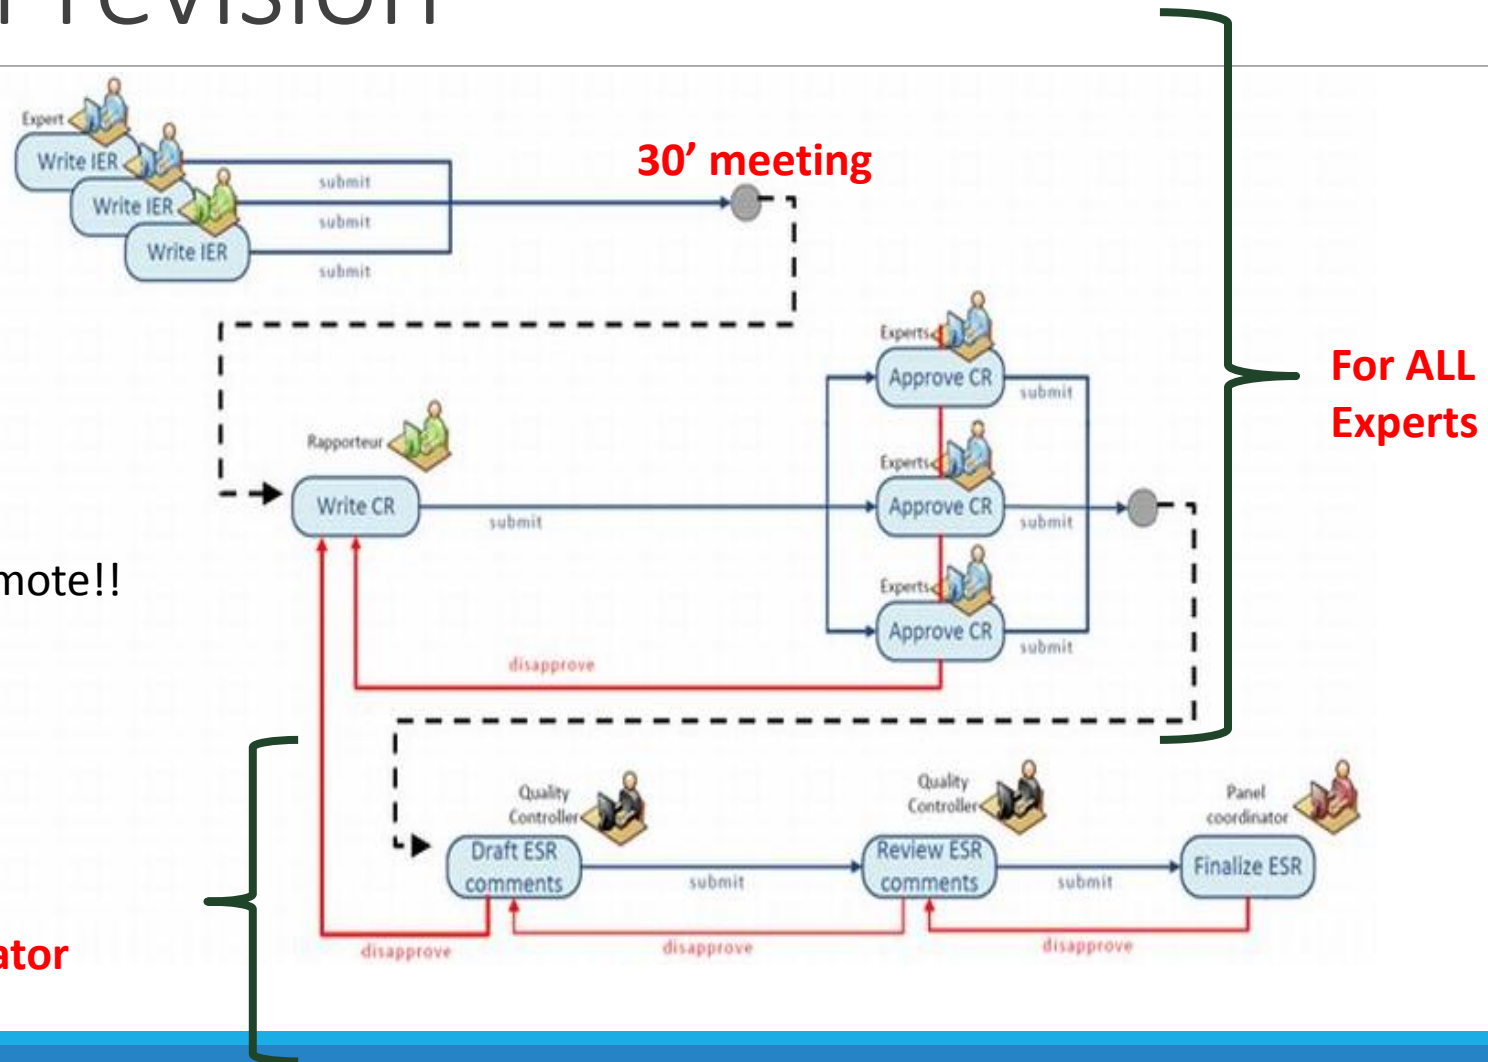 revision
Expert
Write IER
Write IER
Write IER
submit
submit
submit
30’ meeting
Experts
Approve CR
submit
For ALL
Experts
Rapporteur
Write CR
submit
Experts
Approve CR
submit
Experts
Approve CR
submit
mote!!
disapprove
Quality
Controller
Draft ESR
comments
submit
Quality
Controller
Review ESR
comments
submit
Panel
coordinator
Finalize ESR
disapprove
disapprove
disapprove
ator